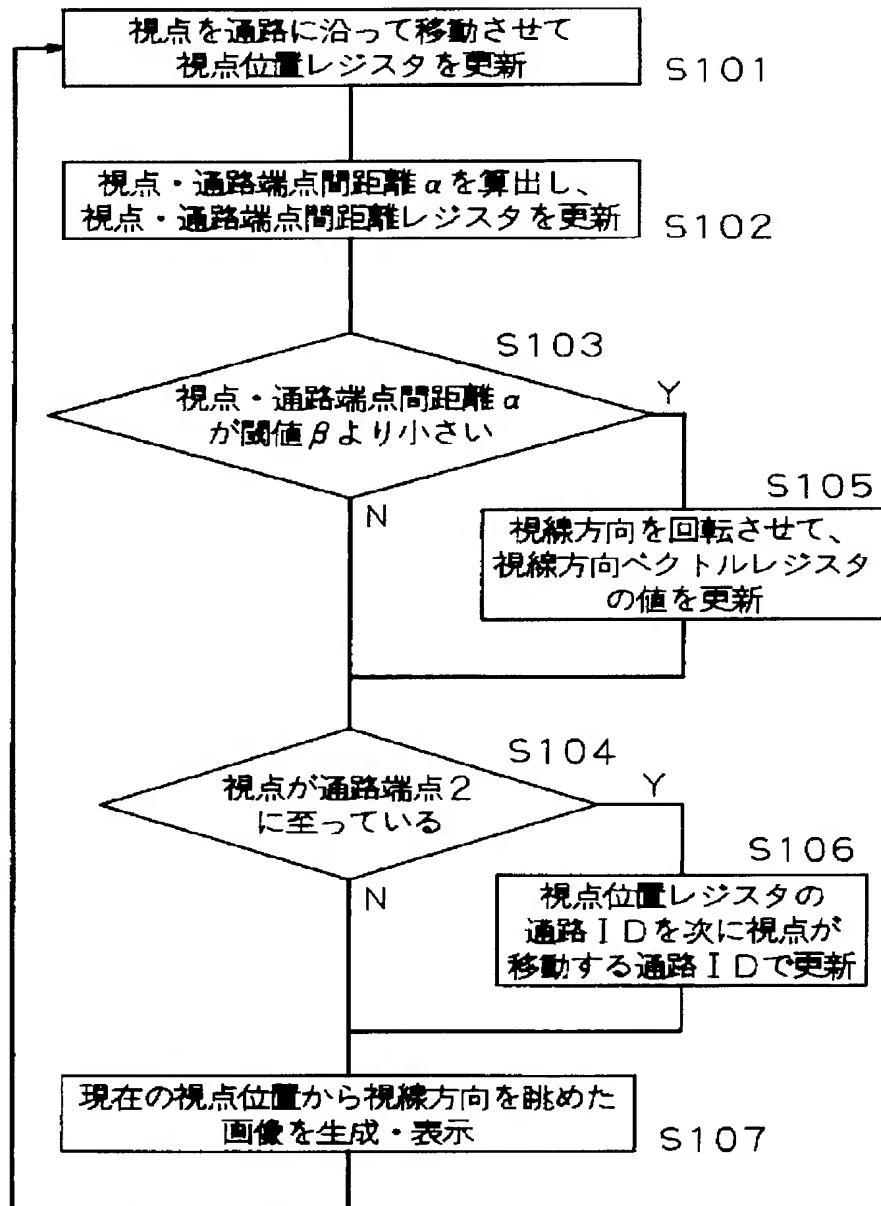 視点を通路に沿って移動させて
視点位置レジスタを更新
S101
視点・通路端点間距離αを算出し、
視点・通路端点間距離レジスタを更新
S102
S103
視点・通路端点間距離α
が閾値βより小さい
Y
N
S105
視線方向を回転させて、
視線方向ベクトルレジスタ
の値を更新
S104
視点が通路端点2
に至っている
Y
N
S106
視点位置レジスタの
通路IDを次に視点が
移動する通路IDで更新
現在の視点位置から視線方向を眺めた
画像を生成・表示
S107